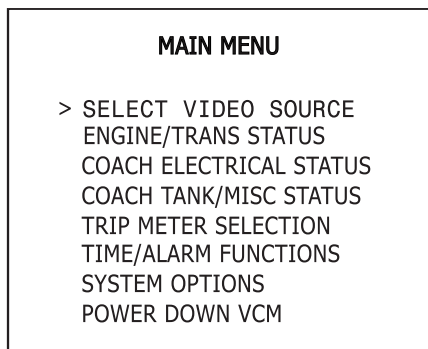 MAIN MENU
> SELECT VIDEO SOURCE
ENGINE/TRANS STATUS
COACH ELECTRICAL STATUS
COACH TANK/MISC STATUS
TRIP METER SELECTION
TIME/ALARM FUNCTIONS
SYSTEM OPTIONS
POWER DOWN VCM